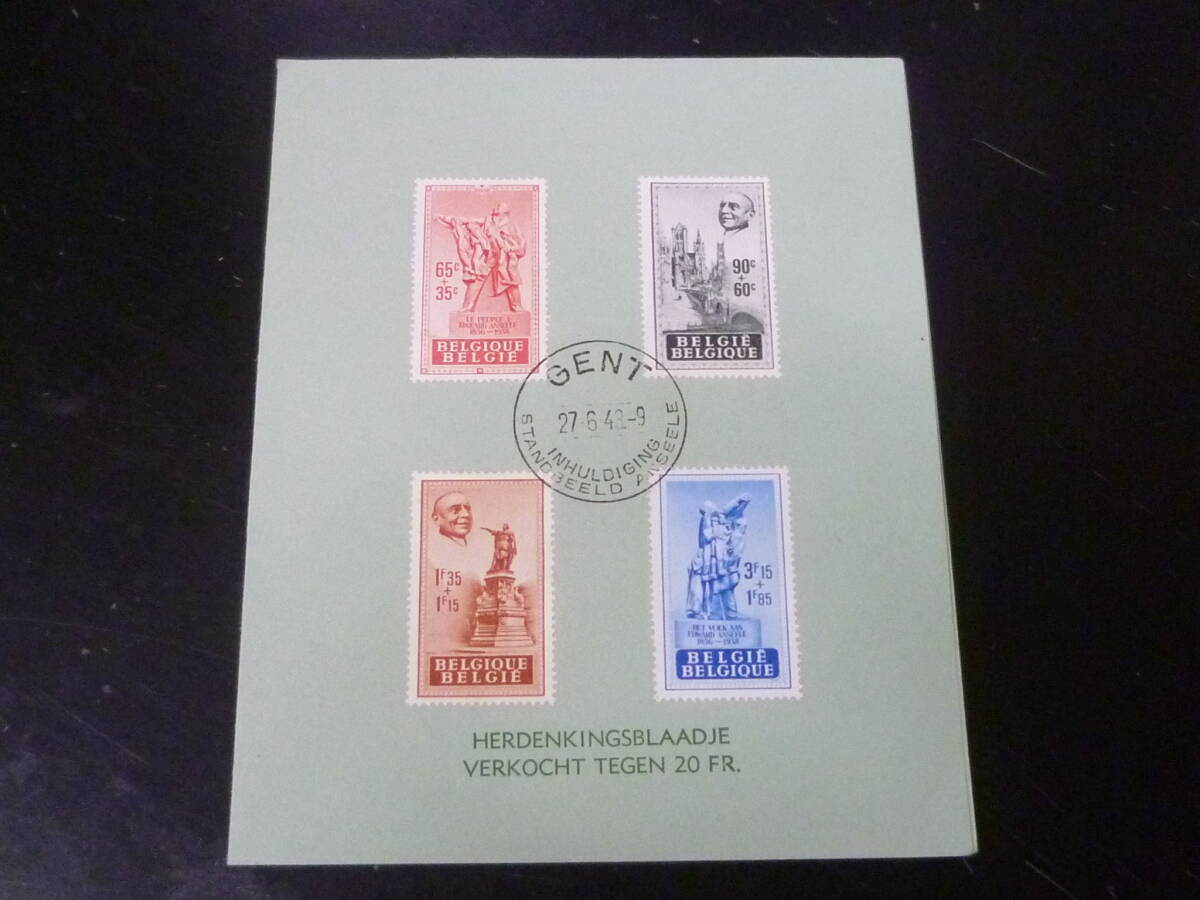 65c
+
35c
LE PEUPLE A
EDWARD ANSEELE
1856-1938
BELGIQUE
BELGIË
90c
+
60c
BELGIË
BELGIQUE
GENT
27-6 48.-9
INHULDIGING
STANDBEELD ANSEELE
1F35
+
1F15
BELGIQUE
BELGIË
3F15
+
1F85
HET VOLK AAN
EDWARD ANSEELE
1856-1938
BELGIË
BELGIQUE
HERDENKINGSBLAADJE
VERKOCHT TEGEN 20 FR.